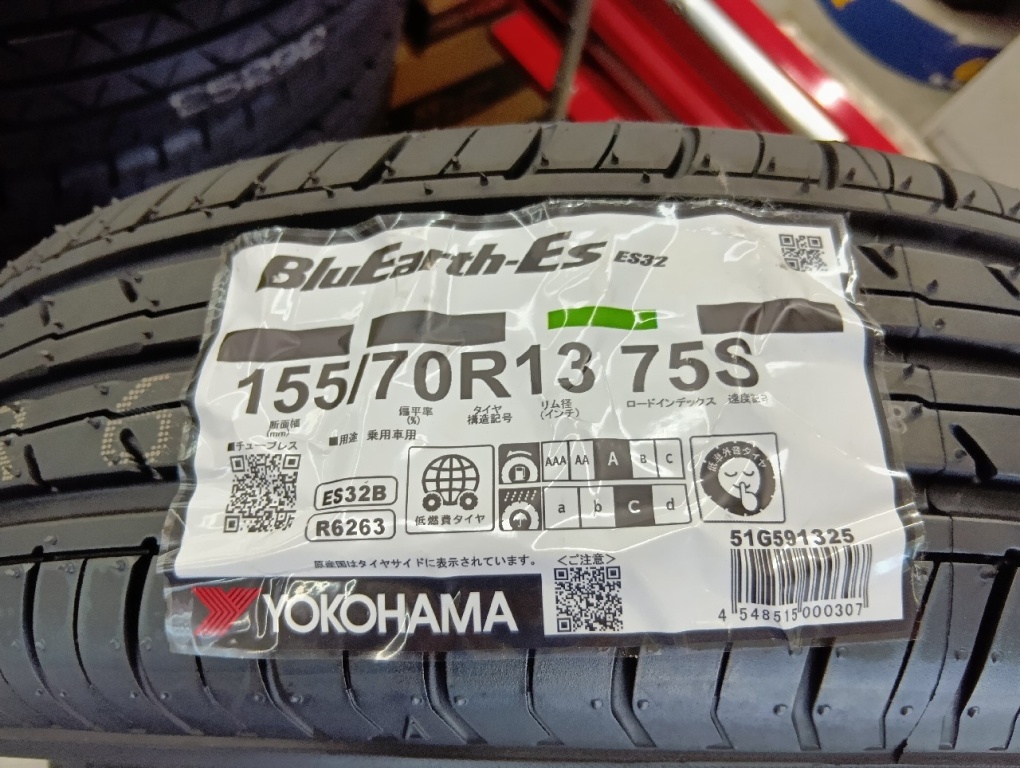 BluEarth-Es ES32
155/70R13 75S
断面幅
(mm)
偏平率
(%)
タイヤ
構造記号
リム径
(インチ)
ロードインデックス
速度記号
■チューブレス
■用途 乗用車用
ES32B
R6263
低燃費タイヤ
AAA AA A B C
a b c d
低車外音タイヤ
原産国はタイヤサイドに表示されています。
<ご注意>
51G591325
4 548515 000307
YOKOHAMA